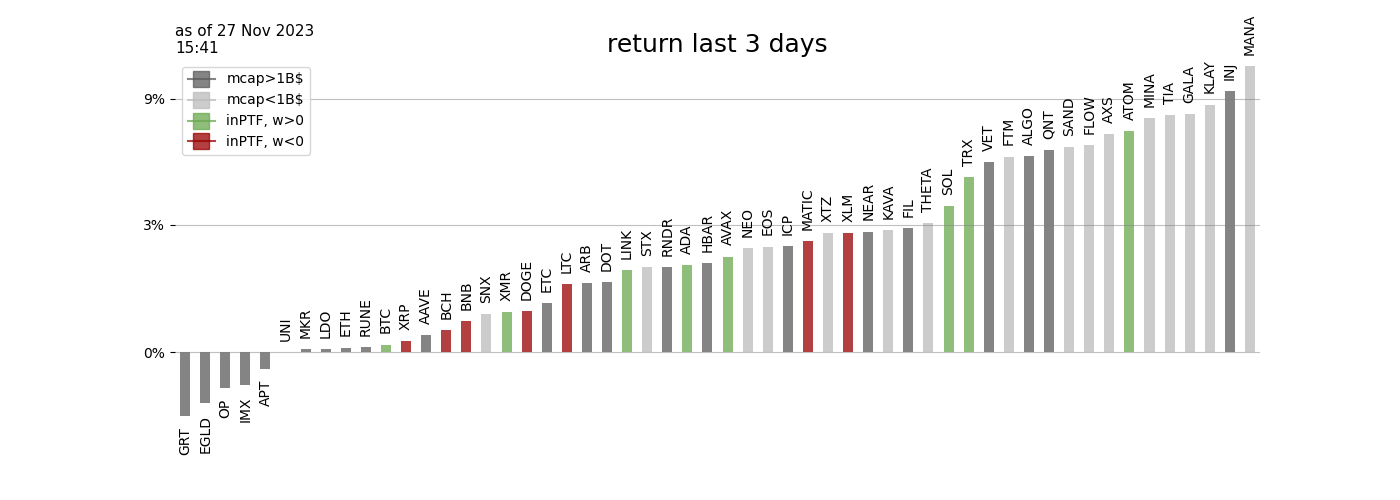 as of 27 Nov 2023
15:41
return last 3 days
mcap>1B$
mcap<1B$
inPTF, w>0
inPTF, w<0
9%
3%
0%
GRT
EGLD
OP
IMX
APT
UNI
MKR
LDO
ETH
RUNE
BTC
XRP
AAVE
BCH
BNB
SNX
XMR
DOGE
ETC
LTC
ARB
DOT
LINK
STX
RNDR
ADA
HBAR
AVAX
NEO
EOS
ICP
MATIC
XTZ
XLM
NEAR
KAVA
FIL
THETA
SOL
TRX
VET
FTM
ALGO
QNT
SAND
FLOW
AXS
ATOM
MINA
TIA
GALA
KLAY
INJ
MANA